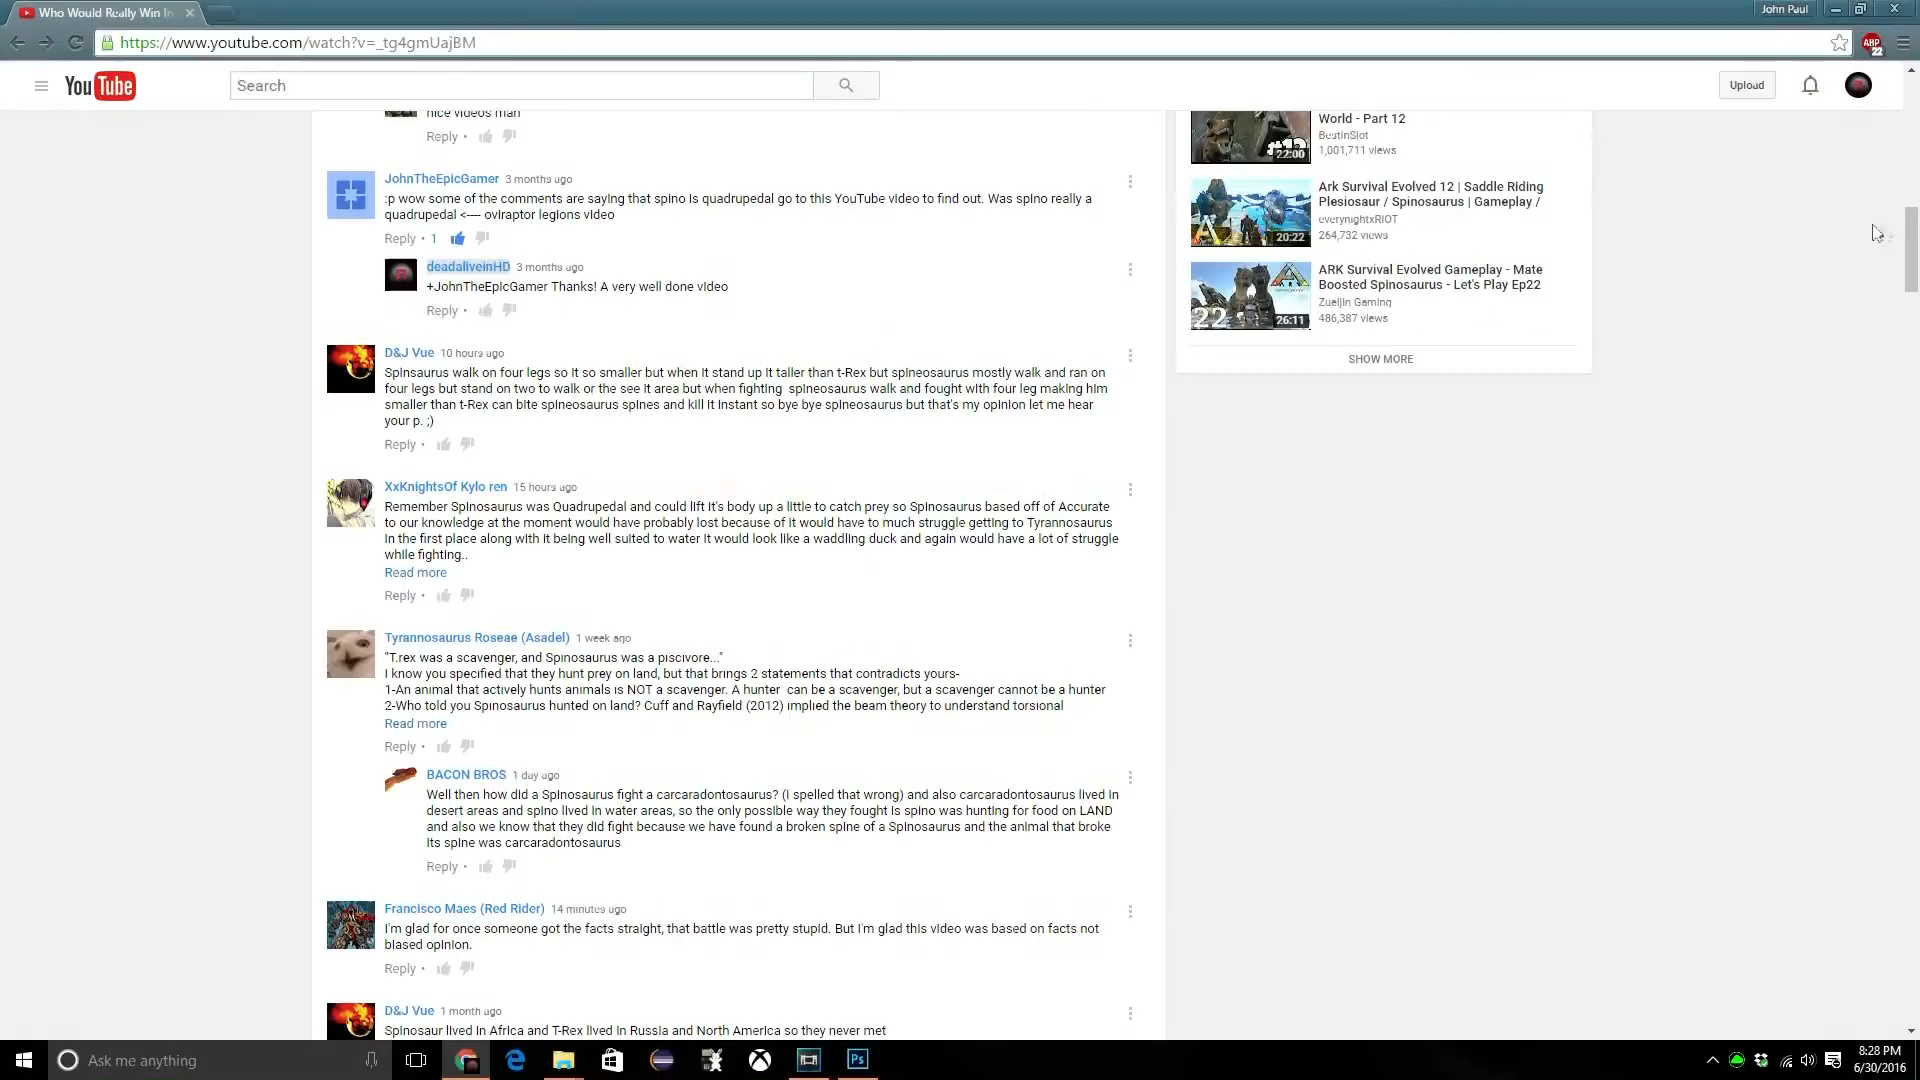 Who Would Really Win In
John Paul
https://www.youtube.com/watch?v=_tg4gmUajBM
ABP
22
YouTube
Search
Upload
nice videos man
Reply •
JohnTheEpicGamer 3 months ago
:p wow some of the comments are saying that spino is quadrupedal go to this YouTube video to find out. Was spino really a
quadrupedal <---- oviraptor legions video
Reply • 1
deadaliveinHD 3 months ago
+JohnTheEpicGamer Thanks! A very well done video
Reply •
D&J Vue 10 hours ago
Spinsaurus walk on four legs so it so smaller but when it stand up it taller than t-Rex but spineosaurus mostly walk and ran on
four legs but stand on two to walk or the see it area but when fighting spineosaurus walk and fought with four leg making him
smaller than t-Rex can bite spineosaurus spines and kill it instant so bye bye spineosaurus but that's my opinion let me hear
your p. ;)
Reply •
XxKnightsOf Kylo ren 15 hours ago
Remember Spinosaurus was Quadrupedal and could lift it's body up a little to catch prey so Spinosaurus based off of Accurate
to our knowledge at the moment would have probably lost because of it would have to much struggle getting to Tyrannosaurus
in the first place along with it being well suited to water it would look like a waddling duck and again would have a lot of struggle
while fighting..
Read more
Reply •
Tyrannosaurus Roseae (Asadel) 1 week ago
"T.rex was a scavenger, and Spinosaurus was a piscivore..."
I know you specified that they hunt prey on land, but that brings 2 statements that contradicts yours-
1-An animal that actively hunts animals is NOT a scavenger. A hunter can be a scavenger, but a scavenger cannot be a hunter
2-Who told you Spinosaurus hunted on land? Cuff and Rayfield (2012) implied the beam theory to understand torsional
Read more
Reply •
BACON BROS 1 day ago
Well then how did a Spinosaurus fight a carcaradontosaurus? (I spelled that wrong) and also carcaradontosaurus lived in
desert areas and spino lived in water areas, so the only possible way they fought is spino was hunting for food on LAND
and also we know that they did fight because we have found a broken spine of a Spinosaurus and the animal that broke
its spine was carcaradontosaurus
Reply •
Francisco Maes (Red Rider) 14 minutes ago
I'm glad for once someone got the facts straight, that battle was pretty stupid. But I'm glad this video was based on facts not
biased opinion.
Reply •
D&J Vue 1 month ago
Spinosaur lived in Africa and T-Rex lived in Russia and North America so they never met
#12
22:00
World - Part 12
BestInSlot
1,001,711 views
20:22
Ark Survival Evolved 12 | Saddle Riding
Plesiosaur / Spinosaurus | Gameplay /
everynightxRIOT
264,732 views
22
26:11
ARK Survival Evolved Gameplay - Mate
Boosted Spinosaurus - Let's Play Ep22
Zueljin Gaming
486,387 views
SHOW MORE
Ask me anything
Ps
8:28 PM
6/30/2016